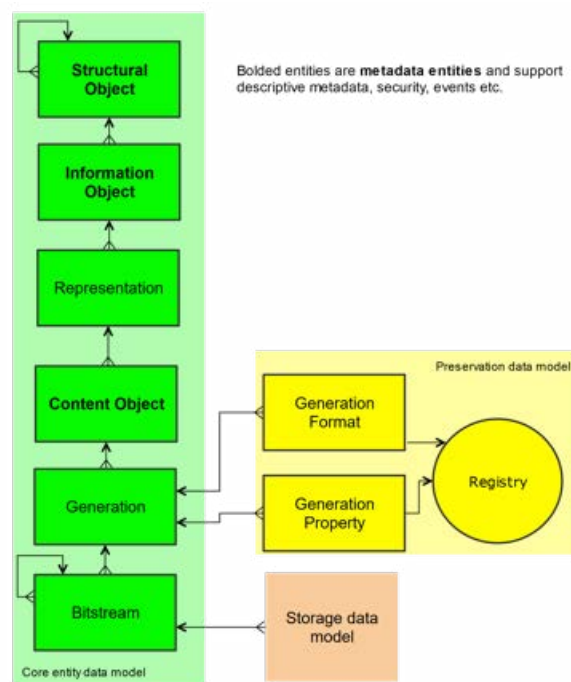 Structural
Object
Bolded entities are metadata entities and support
descriptive metadata, security, events etc.
Information
Object
Representation
Preservation data model
Content Object
Generation
Format
Registry
Generation
Generation
Property
Bitstream
Storage data
model
Core entity data model